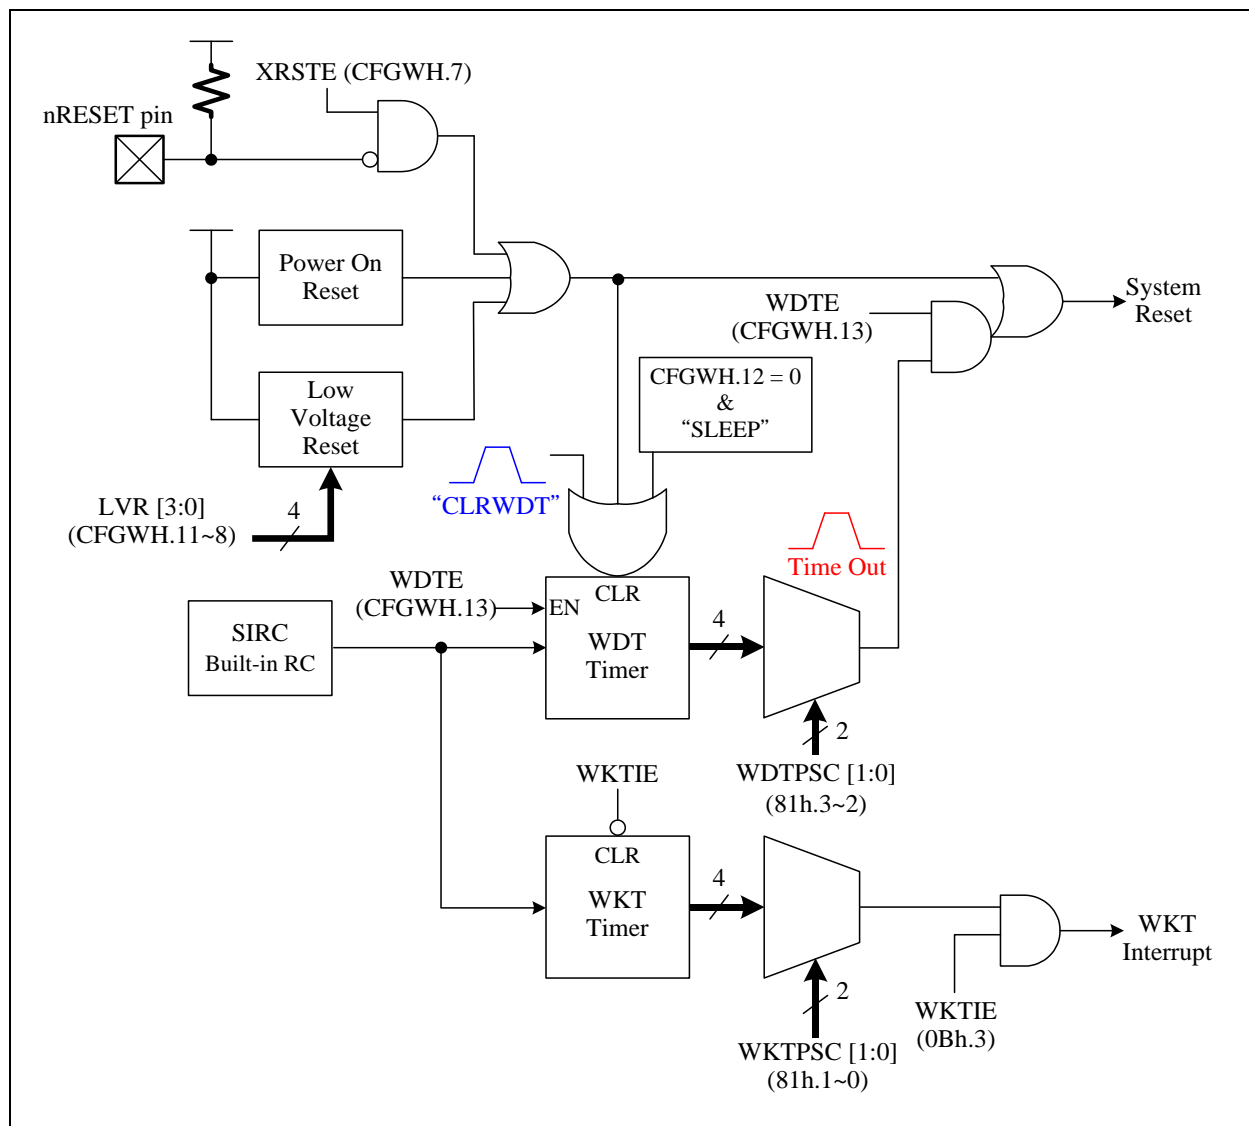 XRSTE (CFGWH.7)
nRESET pin
Power On
Reset
System
Reset
WDTE
(CFGWH.13)
CFGWH.12 = 0
&
“SLEEP”
Low
Voltage
Reset
“CLRWDT”
LVR [3:0]
(CFGWH.11~8)
4
Time Out
WDTE
(CFGWH.13)
EN
CLR
WDT
Timer
4
SIRC
Built-in RC
2
WDTPSC [1:0]
(81h.3~2)
WKTIE
CLR
WKT
Timer
4
WKT
Interrupt
2
WKTIE
(0Bh.3)
WKTPSC [1:0]
(81h.1~0)